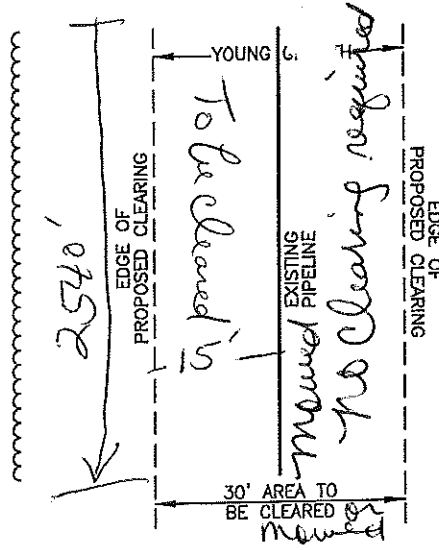 EDGE OF
PROPOSED CLEARING
YOUNG
no clearing required
To be cleared
EXISTING
PIPELINE
mowed
15'
EDGE OF
PROPOSED CLEARING
2540'
30' AREA TO
BE CLEARED or
mowed